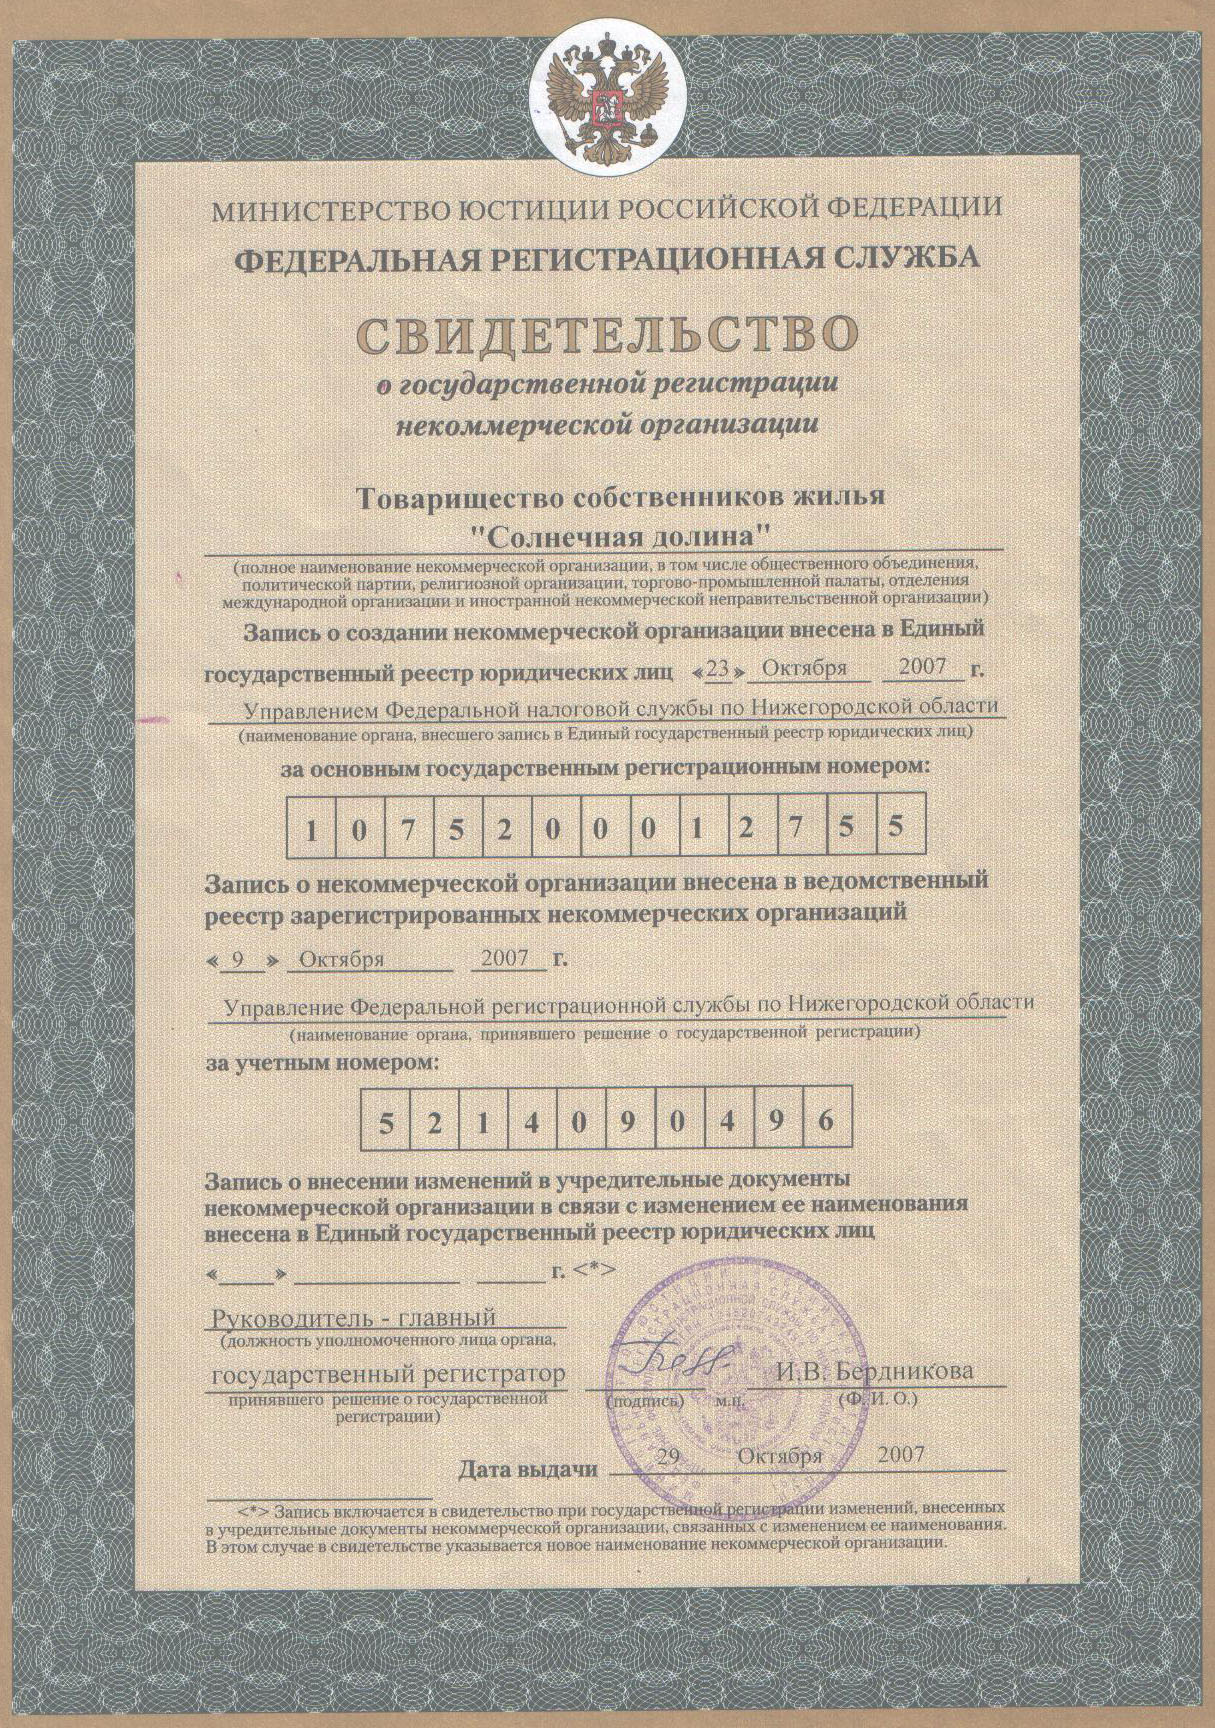 МИНИСТЕРСТВО ЮСТИЦИИ РОССИЙСКОЙ ФЕДЕРАЦИИ
ФЕДЕРАЛЬНАЯ РЕГИСТРАЦИОННАЯ СЛУЖБА
СВИДЕТЕЛЬСТВО
о государственной регистрации
некоммерческой организации
Товарищество собственников жилья
"Солнечная долина"
(полное наименование некоммерческой организации, в том числе общественного объединения,
политической партии, религиозной организации, торгово-промышленной палаты, отделения
международной организации и иностранной некоммерческой неправительственной организации)
Запись о создании некоммерческой организации внесена в Единый
государственный реестр юридических лиц «23» Октября 2007 г.
Управлением Федеральной налоговой службы по Нижегородской области
(наименование органа, внесшего запись в Единый государственный реестр юридических лиц)
за основным государственным регистрационным номером:
1 0 7 5 2 0 0 0 1 2 7 5 5
Запись о некоммерческой организации внесена в ведомственный
реестр зарегистрированных некоммерческих организаций
« 9 » Октября 2007 г.
Управление Федеральной регистрационной службы по Нижегородской области
(наименование органа, принявшего решение о государственной регистрации)
за учетным номером:
5 2 1 4 0 9 0 4 9 6
Запись о внесении изменений в учредительные документы
некоммерческой организации в связи с изменением ее наименования
внесена в Единый государственный реестр юридических лиц
«____» ____________ _____ г. <*>
Руководитель - главный
(должность уполномоченного лица органа,
государственный регистратор И.В. Бердникова
принявшего решение о государственной (подпись) м.п. (Ф. И. О.)
регистрации)
Дата выдачи 29 Октября 2007
<*> Запись включается в свидетельство при государственной регистрации изменений, внесенных
в учредительные документы некоммерческой организации, связанных с изменением ее наименования.
В этом случае в свидетельстве указывается новое наименование некоммерческой организации.